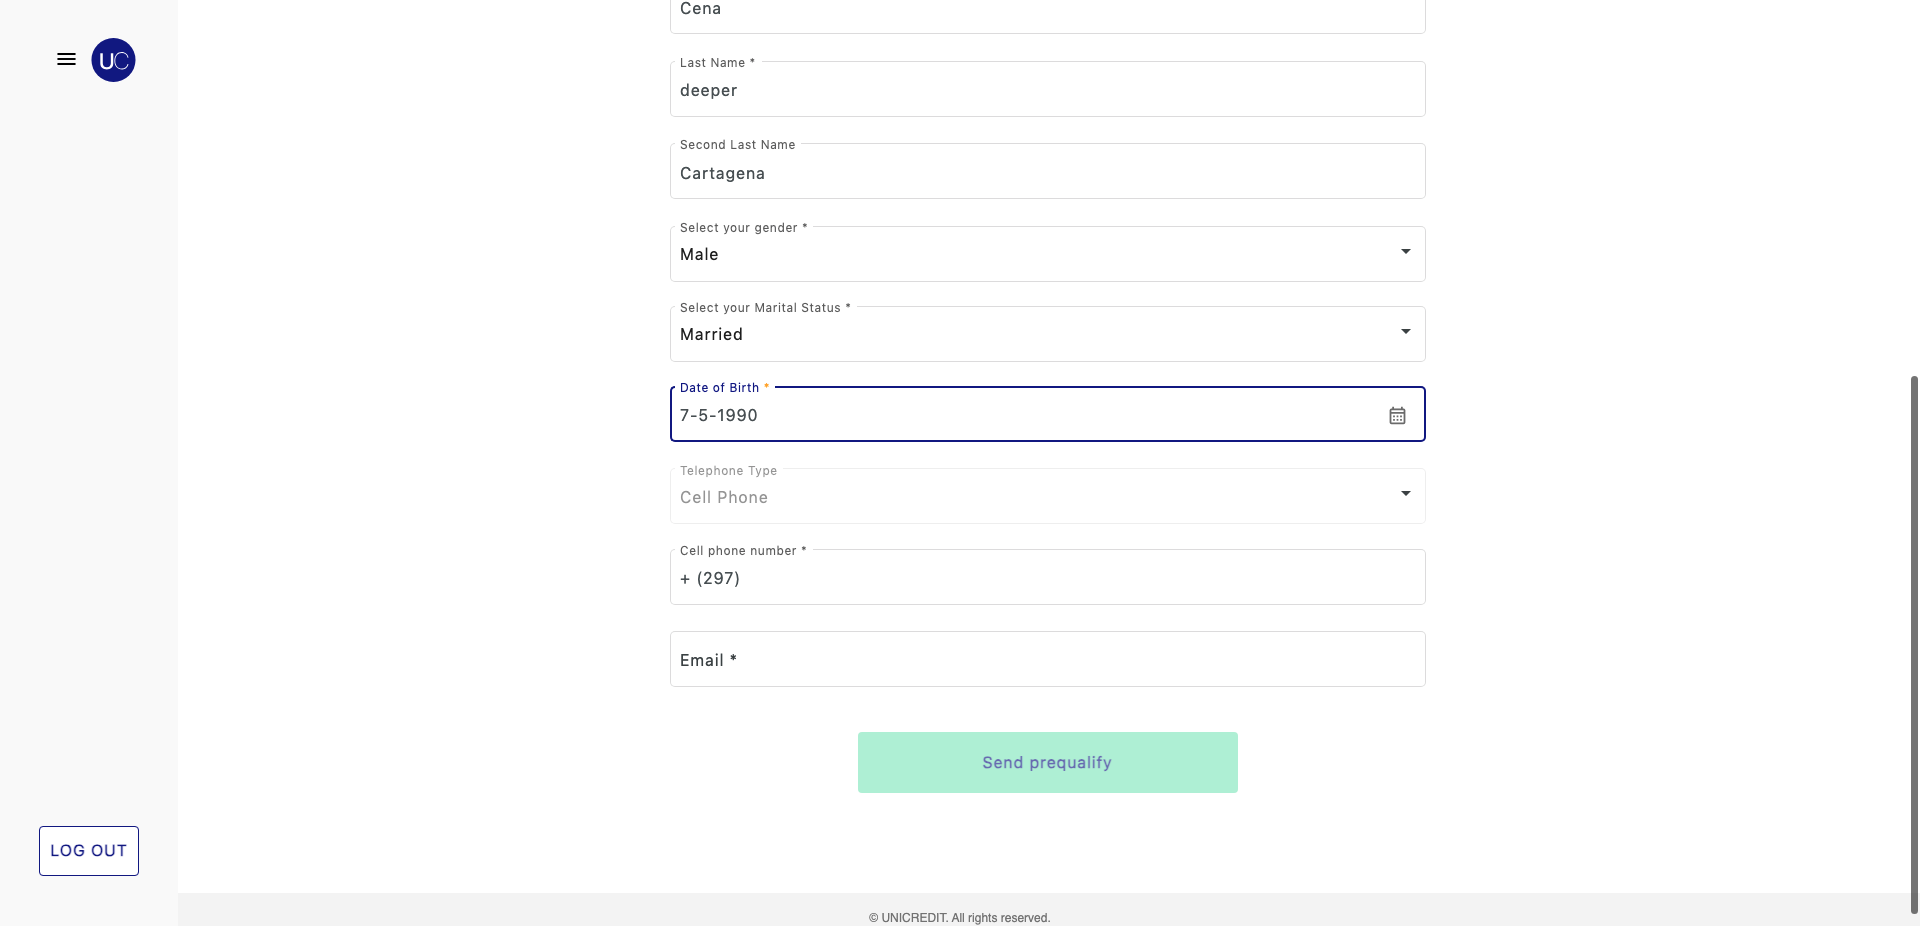 Cena
UC
Last Name *
deeper
Second Last Name
Cartagena
Select your gender *
Male
Select your Marital Status *
Married
Date of Birth *
7-5-1990
Telephone Type
Cell Phone
Cell phone number *
+ (297)
Email *
Send prequalify
LOG OUT
© UNICREDIT. All rights reserved.